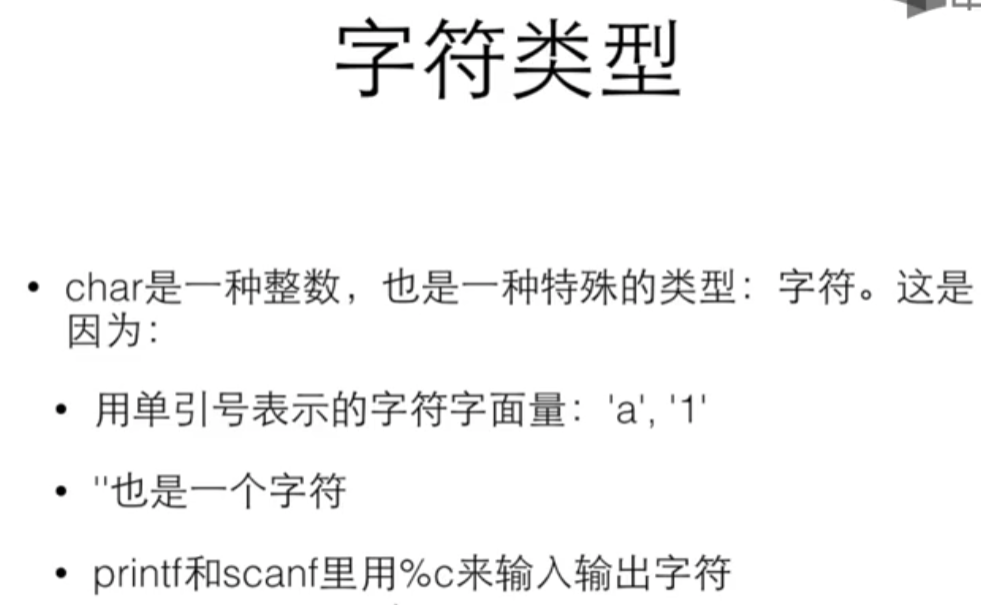 字符类型
• char是一种整数，也是一种特殊的类型：字符。这是
因为：
• 用单引号表示的字符字面量：'a', '1'
• ''也是一个字符
• printf和scanf里用%c来输入输出字符